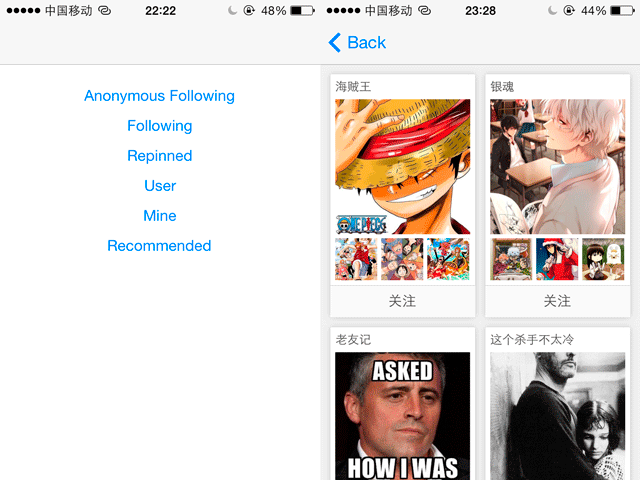 中国移动 22:22 48%
Anonymous Following
Following
Repinned
User
Mine
Recommended
中国移动 23:28 44%
Back
海贼王
ONE PIECE
关注
银魂
关注
老友记
ASKED
HOW I WAS
这个杀手不太冷